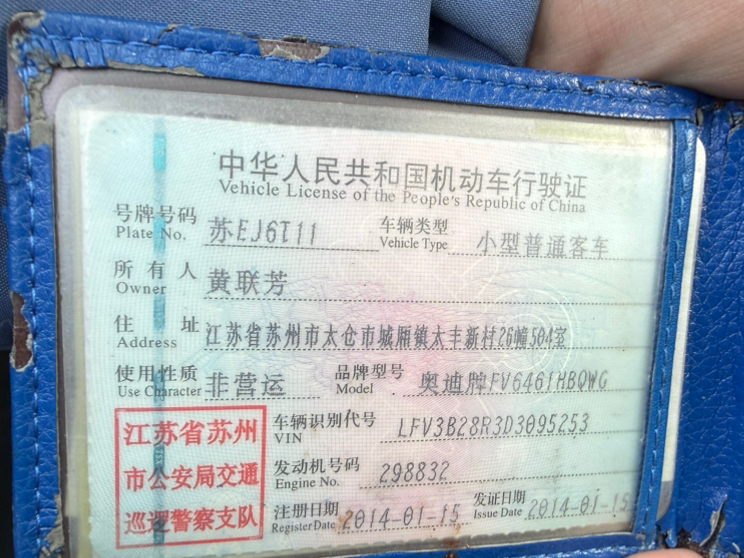 中华人民共和国机动车行驶证
Vehicle License of the People's Republic of China
号牌号码 Plate No. 苏EJ6T11 车辆类型 Vehicle Type 小型普通客车
所有人 Owner 黄联芳
住址 Address 江苏省苏州市太仓市城厢镇太丰新村26幢504室
使用性质 Use Character 非营运 品牌型号 Model 奥迪牌FV6461HBQWG
江苏省苏州 车辆识别代号 VIN LFV3B28R3D3095253
市公安局交通 发动机号码 Engine No. 298832
巡逻警察支队 注册日期 Register Date 2014-01-15 发证日期 Issue Date 2014-01-15